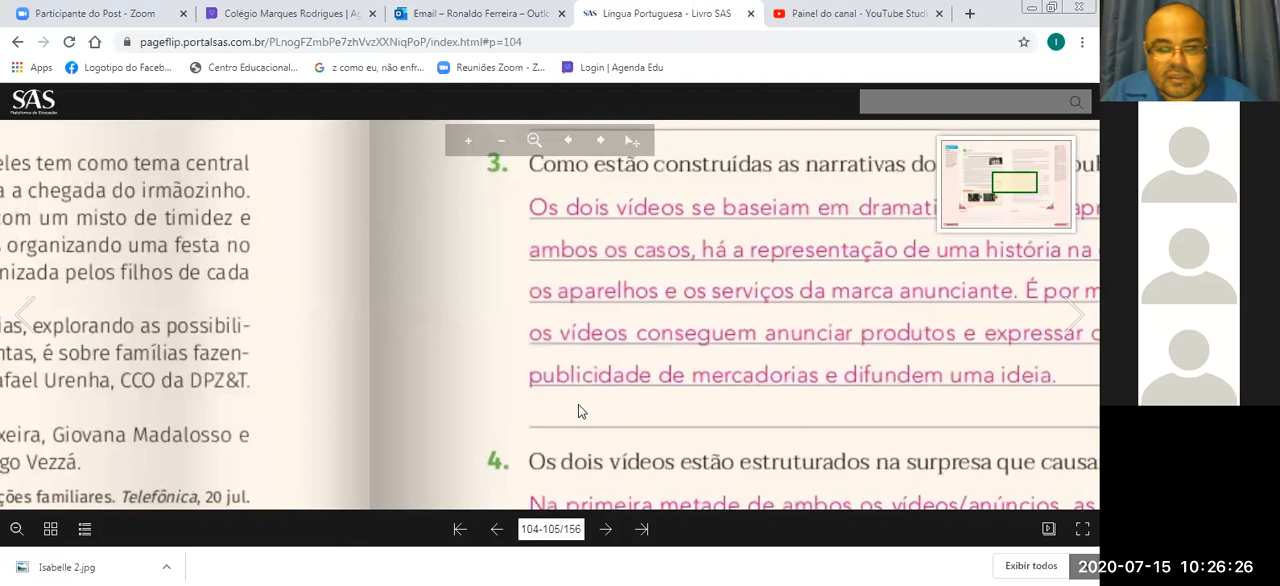 Participante do Post - Zoom
Colégio Marques Rodrigues | A
Email – Ronaldo Ferreira – Outlo
SAS Língua Portuguesa - Livro SAS
Painel do canal - YouTube Studi
pageflip.portalsas.com.br/PLnogFZmbPe7zhVvzXXNiqPoP/index.html#p=104
I
Apps
Logotipo do Faceb...
Centro Educacional...
z como eu, não enfr...
Reuniões Zoom - Z...
Login | Agenda Edu
SAS
eles tem como tema central
a a chegada do irmãozinho.
com um misto de timidez e
organizando uma festa no
nizada pelos filhos de cada
ias, explorando as possibili-
ntas, é sobre famílias fazen-
afael Urenha, CCO da DPZ&T.
xeira, Giovana Madalosso e
go Vezzá.
ções familiares. Telefônica, 20 jul.
3. Como estão construídas as narrativas do
Os dois vídeos se baseiam em dramati
ambos os casos, há a representação de uma história na
os aparelhos e os serviços da marca anunciante. É por m
os vídeos conseguem anunciar produtos e expressar
publicidade de mercadorias e difundem uma ideia.
4. Os dois vídeos estão estruturados na surpresa que causa
Na primeira metade de ambos os vídeos/anúncios, as
104-105/156
Isabelle 2.jpg
Exibir todos
2020-07-15 10:26:26